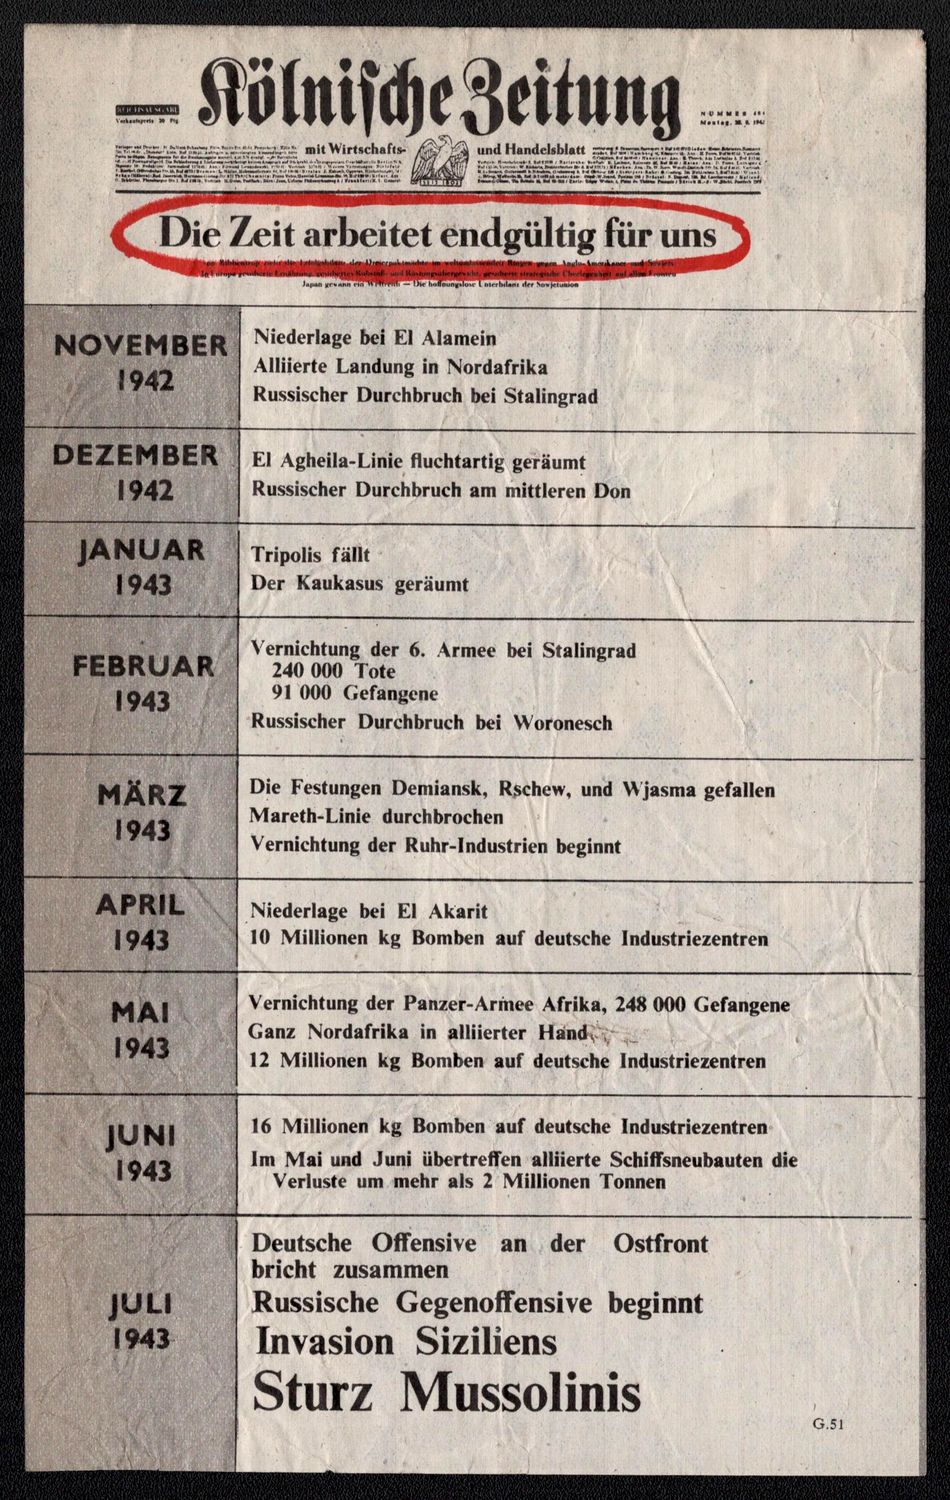 REICHSAUSGABE
Verkaufspreis 20 Pfg
Kölnische Zeitung
NUMMER
Montag,
mit Wirtschafts- und Handelsblatt
Die Zeit arbeitet endgültig für uns
Japan gewann ein Weltreich — Die hoffnungslose Unterbilanz der Sowjetunion
NOVEMBER
1942
Niederlage bei El Alamein
Alliierte Landung in Nordafrika
Russischer Durchbruch bei Stalingrad
DEZEMBER
1942
El Agheila-Linie fluchtartig geräumt
Russischer Durchbruch am mittleren Don
JANUAR
1943
Tripolis fällt
Der Kaukasus geräumt
FEBRUAR
1943
Vernichtung der 6. Armee bei Stalingrad
240 000 Tote
91 000 Gefangene
Russischer Durchbruch bei Woronesch
MÄRZ
1943
Die Festungen Demiansk, Rschew, und Wjasma gefallen
Mareth-Linie durchbrochen
Vernichtung der Ruhr-Industrien beginnt
APRIL
1943
Niederlage bei El Akarit
10 Millionen kg Bomben auf deutsche Industriezentren
MAI
1943
Vernichtung der Panzer-Armee Afrika, 248 000 Gefangene
Ganz Nordafrika in alliierter Hand
12 Millionen kg Bomben auf deutsche Industriezentren
JUNI
1943
16 Millionen kg Bomben auf deutsche Industriezentren
Im Mai und Juni übertreffen alliierte Schiffsneubauten die
Verluste um mehr als 2 Millionen Tonnen
JULI
1943
Deutsche Offensive an der Ostfront
bricht zusammen
Russische Gegenoffensive beginnt
Invasion Siziliens
Sturz Mussolinis
G.51